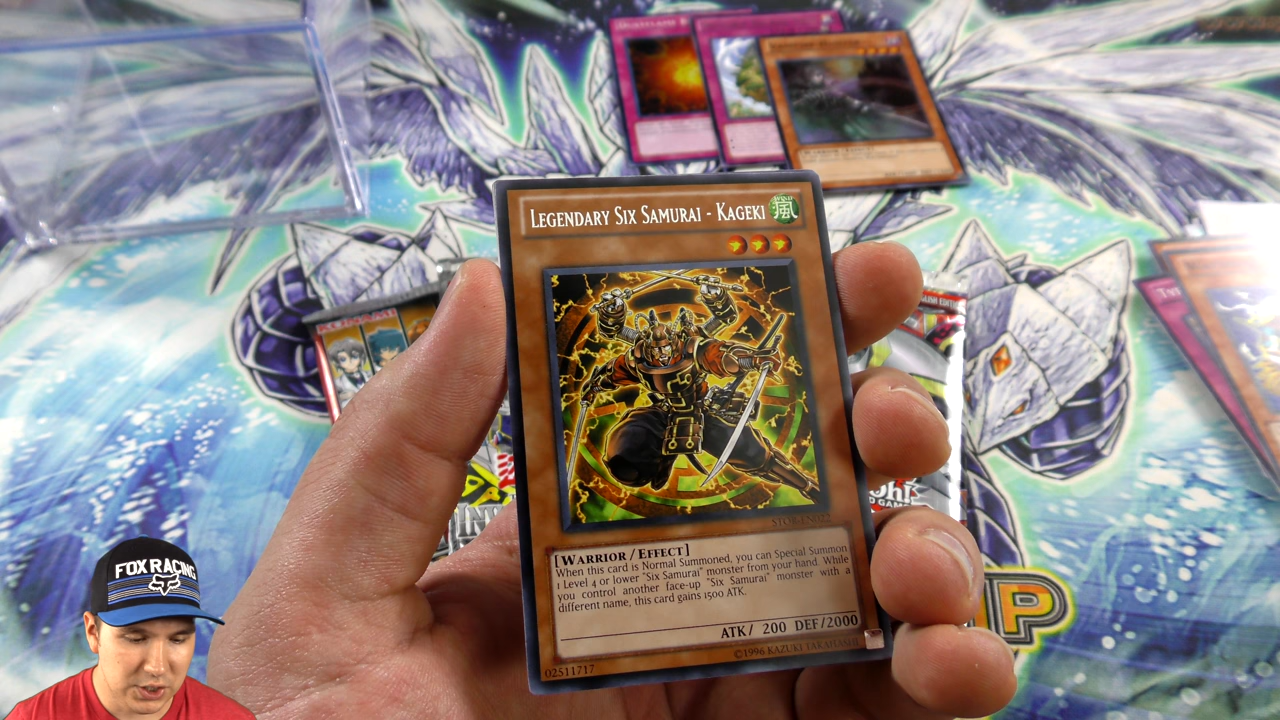 LEGENDARY SIX SAMURAI - KAGEKI
WIND
風
[WARRIOR / EFFECT]
When this card is Normal Summoned, you can Special Summon
1 Level 4 or lower "Six Samurai" monster from your hand. While
you control another face-up "Six Samurai" monster with a
different name, this card gains 1500 ATK.
ATK/ 200 DEF/2000
02511717
©1996 KAZUKI TAKAHASHI
KONAMI
FOX RACING